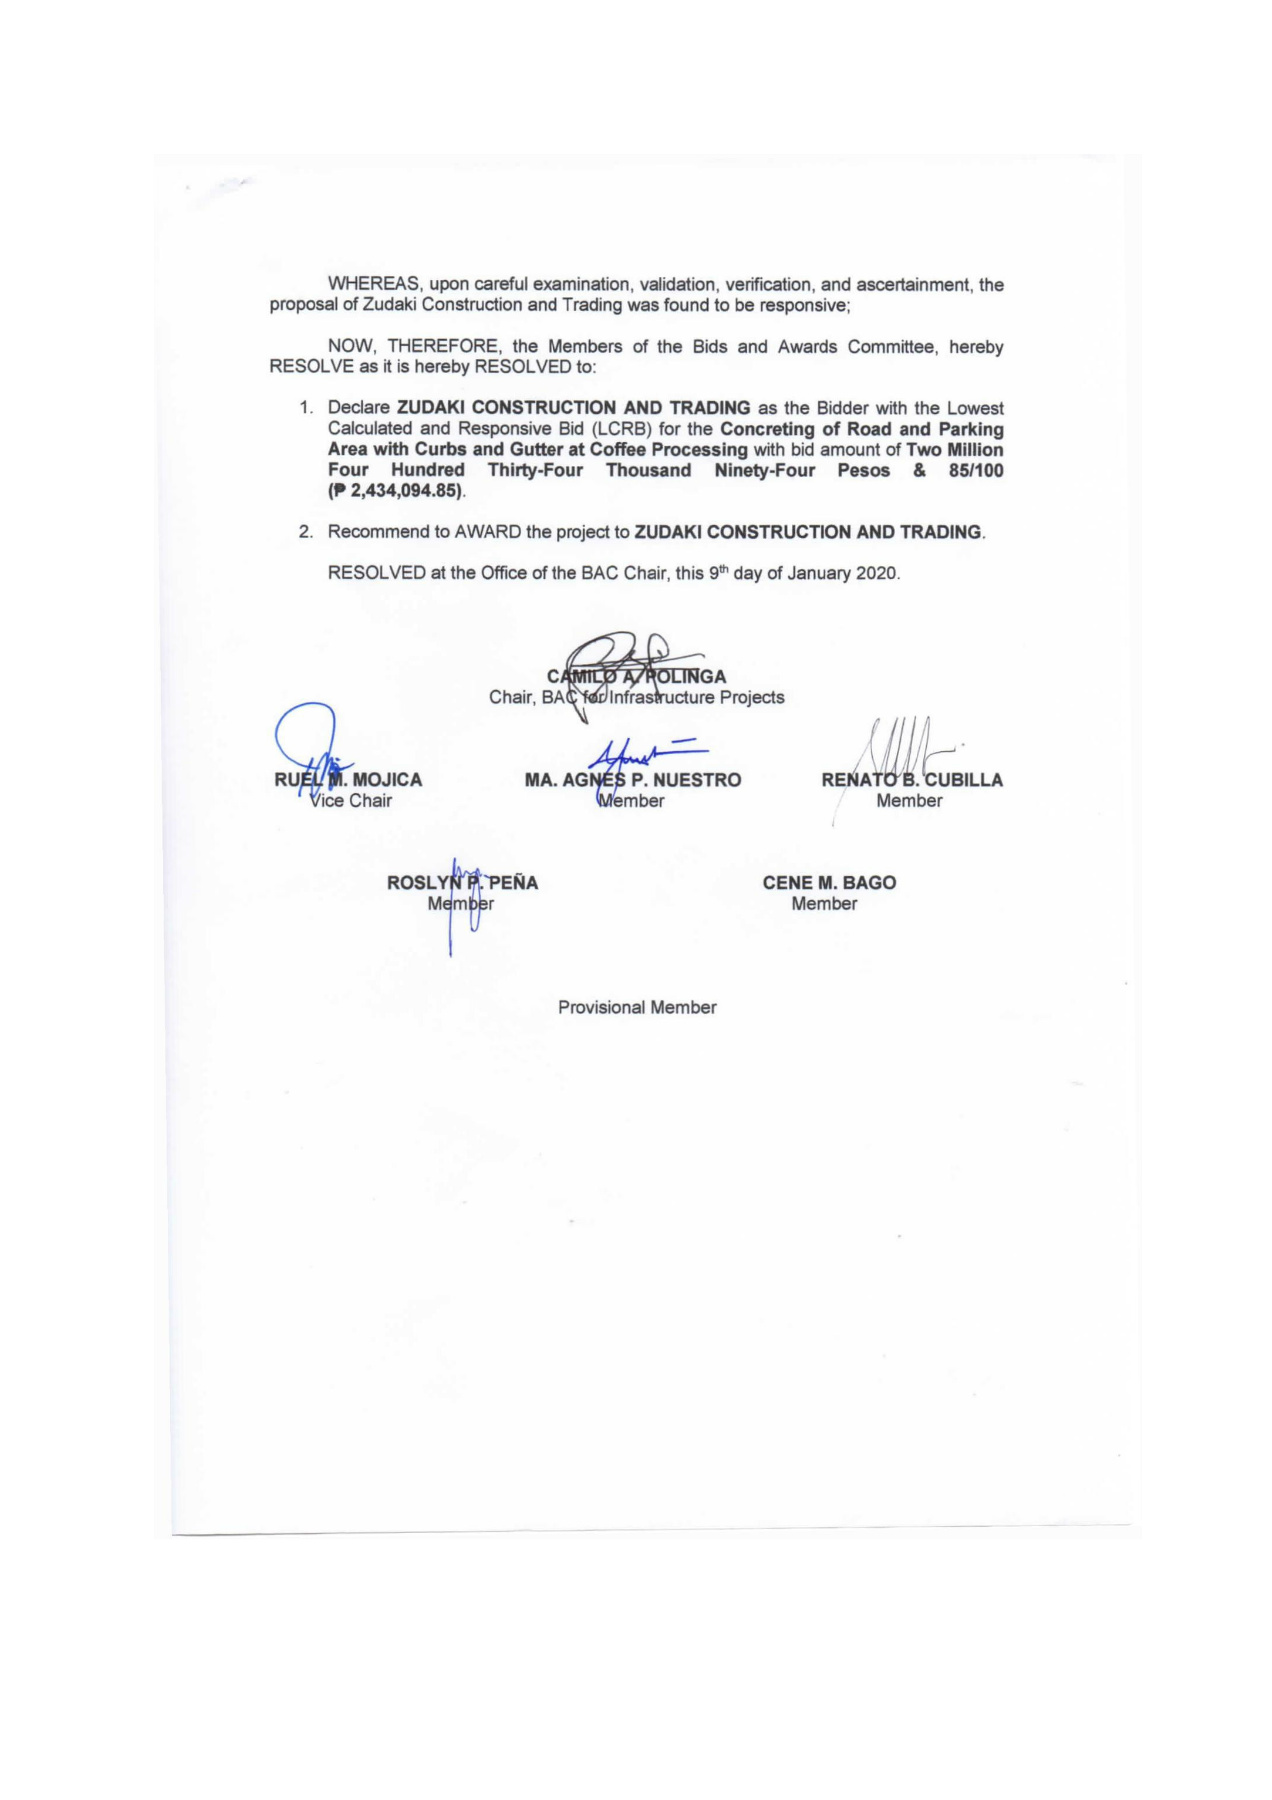 WHEREAS, upon careful examination, validation, verification, and ascertainment, the
proposal of Zudaki Construction and Trading was found to be responsive;
NOW, THEREFORE, the Members of the Bids and Awards Committee, hereby
RESOLVE as it is hereby RESOLVED to:
1. Declare ZUDAKI CONSTRUCTION AND TRADING as the Bidder with the Lowest
Calculated and Responsive Bid (LCRB) for the Concreting of Road and Parking
Area with Curbs and Gutter at Coffee Processing with bid amount of Two Million
Four Hundred Thirty-Four Thousand Ninety-Four Pesos & 85/100
(₱ 2,434,094.85).
2. Recommend to AWARD the project to ZUDAKI CONSTRUCTION AND TRADING.
RESOLVED at the Office of the BAC Chair, this 9th day of January 2020.
CAMILO A. POLINGA
Chair, BAC for Infrastructure Projects
RUEL M. MOJICA MA. AGNES P. NUESTRO RENATO B. CUBILLA
Vice Chair Member Member
ROSLYN P. PEÑA CENE M. BAGO
Member Member
Provisional Member